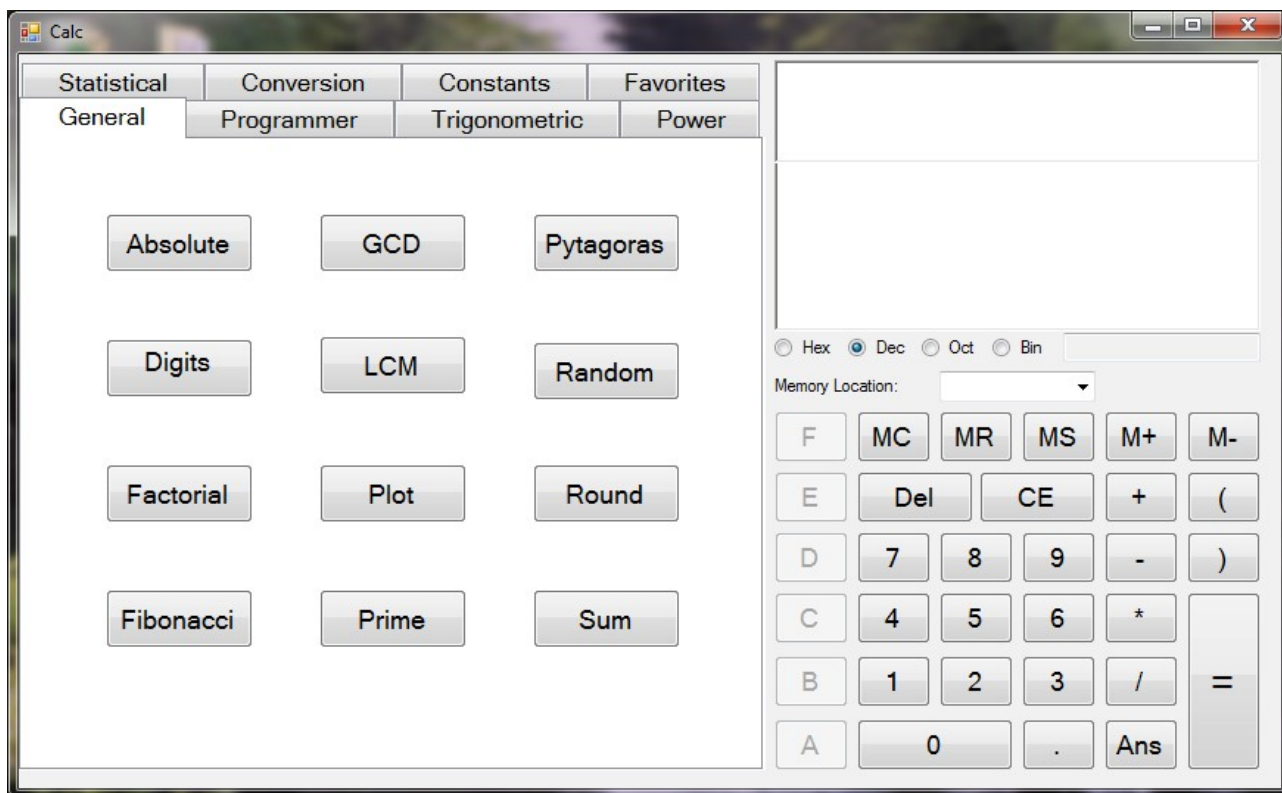 Calc
Statistical Conversion Constants Favorites
General Programmer Trigonometric Power
Absolute GCD Pytagoras
Digits LCM Random
Factorial Plot Round
Fibonacci Prime Sum
Hex Dec Oct Bin
Memory Location:
F MC MR MS M+ M-
E Del CE + (
D 7 8 9 - )
C 4 5 6 *
B 1 2 3 / =
A 0 . Ans